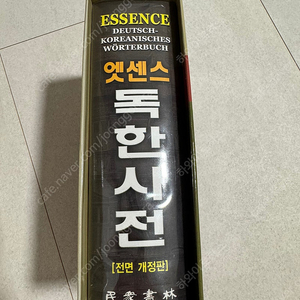 ESSENCE
DEUTSCH-
KOREANISCHES
WÖRTERBUCH
엣센스
독한사전
[전면 개정판]
民衆書林